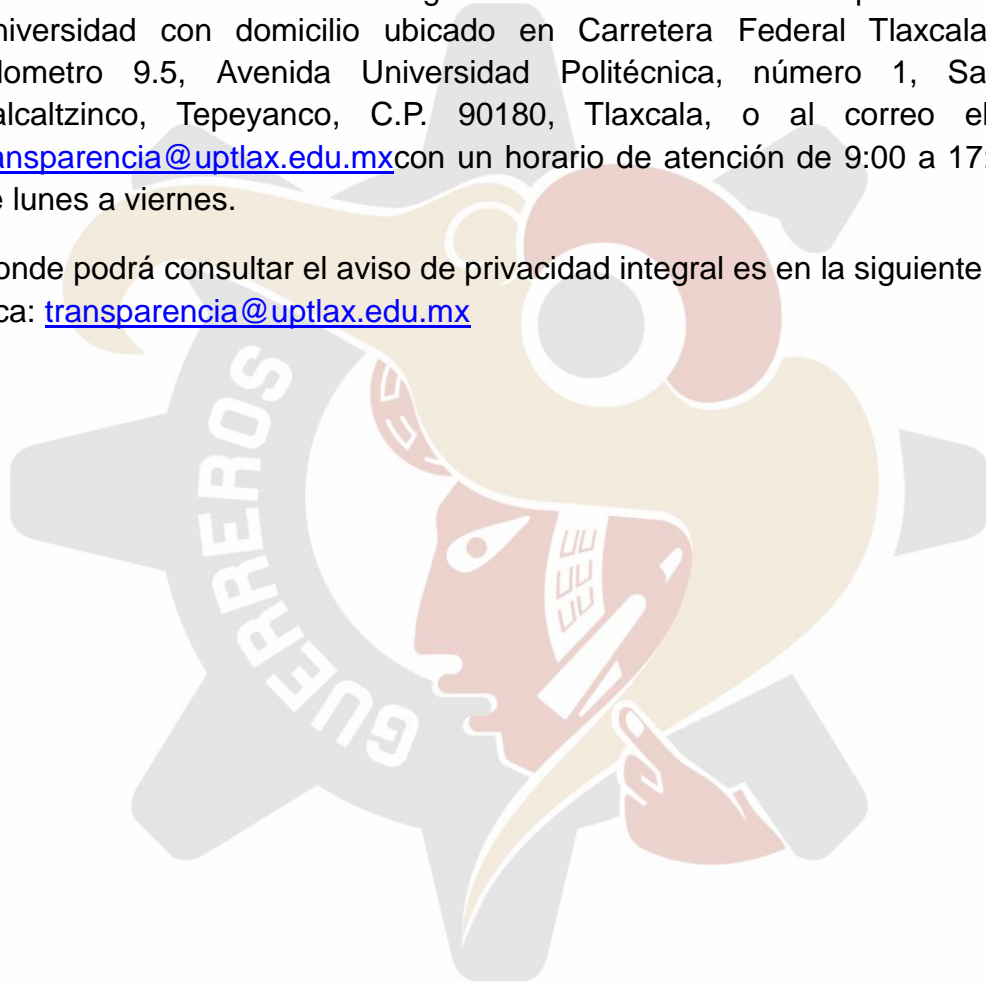 niversidad con domicilio ubicado en Carretera Federal Tlaxcala
lometro 9.5, Avenida Universidad Politécnica, número 1, Sa
alcaltzinco, Tepeyanco, C.P. 90180, Tlaxcala, o al correo el
ansparencia@uptlax.edu.mxcon un horario de atención de 9:00 a 17:
e lunes a viernes.
onde podrá consultar el aviso de privacidad integral es en la siguiente
ca: transparencia@uptlax.edu.mx
GUERREROS